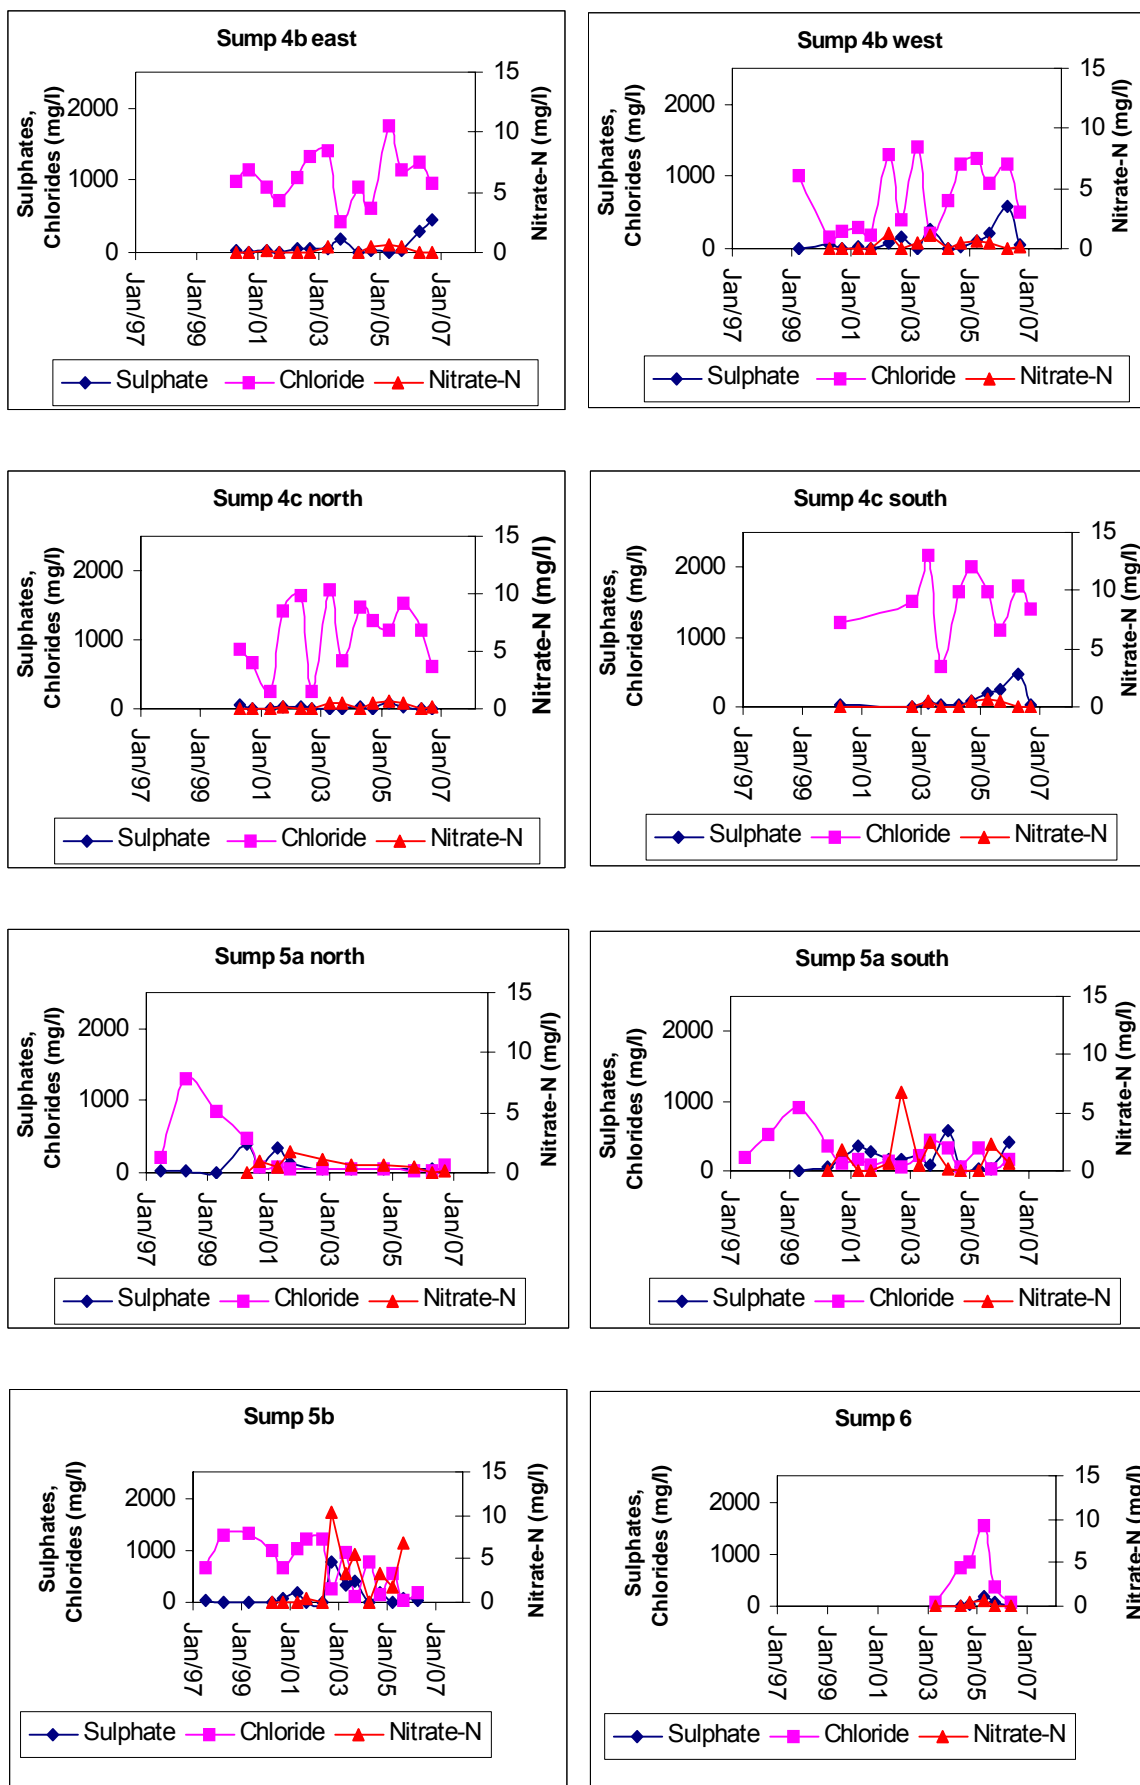 Sump 4b east
Sulphates,
Chlorides (mg/l)
2000
1000
0
15
10
5
0
Nitrate-N (mg/l)
Jan/97
Jan/99
Jan/01
Jan/03
Jan/05
Jan/07
Sulphate Chloride Nitrate-N
Sump 4b west
Sulphates,
Chlorides (mg/l)
2000
1000
0
15
10
5
0
Nitrate-N (mg/l)
Jan/97
Jan/99
Jan/01
Jan/03
Jan/05
Jan/07
Sulphate Chloride Nitrate-N
Sump 4c north
Sulphates,
Chlorides (mg/l)
2000
1000
0
15
10
5
0
Nitrate-N (mg/l)
Jan/97
Jan/99
Jan/01
Jan/03
Jan/05
Jan/07
Sulphate Chloride Nitrate-N
Sump 4c south
Sulphates,
Chlorides (mg/l)
2000
1000
0
15
10
5
0
Nitrate-N (mg/l)
Jan/97
Jan/99
Jan/01
Jan/03
Jan/05
Jan/07
Sulphate Chloride Nitrate-N
Sump 5a north
Sulphates,
Chlorides (mg/l)
2000
1000
0
15
10
5
0
Nitrate-N (mg/l)
Jan/97
Jan/99
Jan/01
Jan/03
Jan/05
Jan/07
Sulphate Chloride Nitrate-N
Sump 5a south
Sulphates,
Chlorides (mg/l)
2000
1000
0
15
10
5
0
Nitrate-N (mg/l)
Jan/97
Jan/99
Jan/01
Jan/03
Jan/05
Jan/07
Sulphate Chloride Nitrate-N
Sump 5b
Sulphates,
Chlorides (mg/l)
2000
1000
0
15
10
5
0
Nitrate-N (mg/l)
Jan/97
Jan/99
Jan/01
Jan/03
Jan/05
Jan/07
Sulphate Chloride Nitrate-N
Sump 6
Sulphates,
Chlorides (mg/l)
2000
1000
0
15
10
5
0
Nitrate-N (mg/l)
Jan/97
Jan/99
Jan/01
Jan/03
Jan/05
Jan/07
Sulphate Chloride Nitrate-N